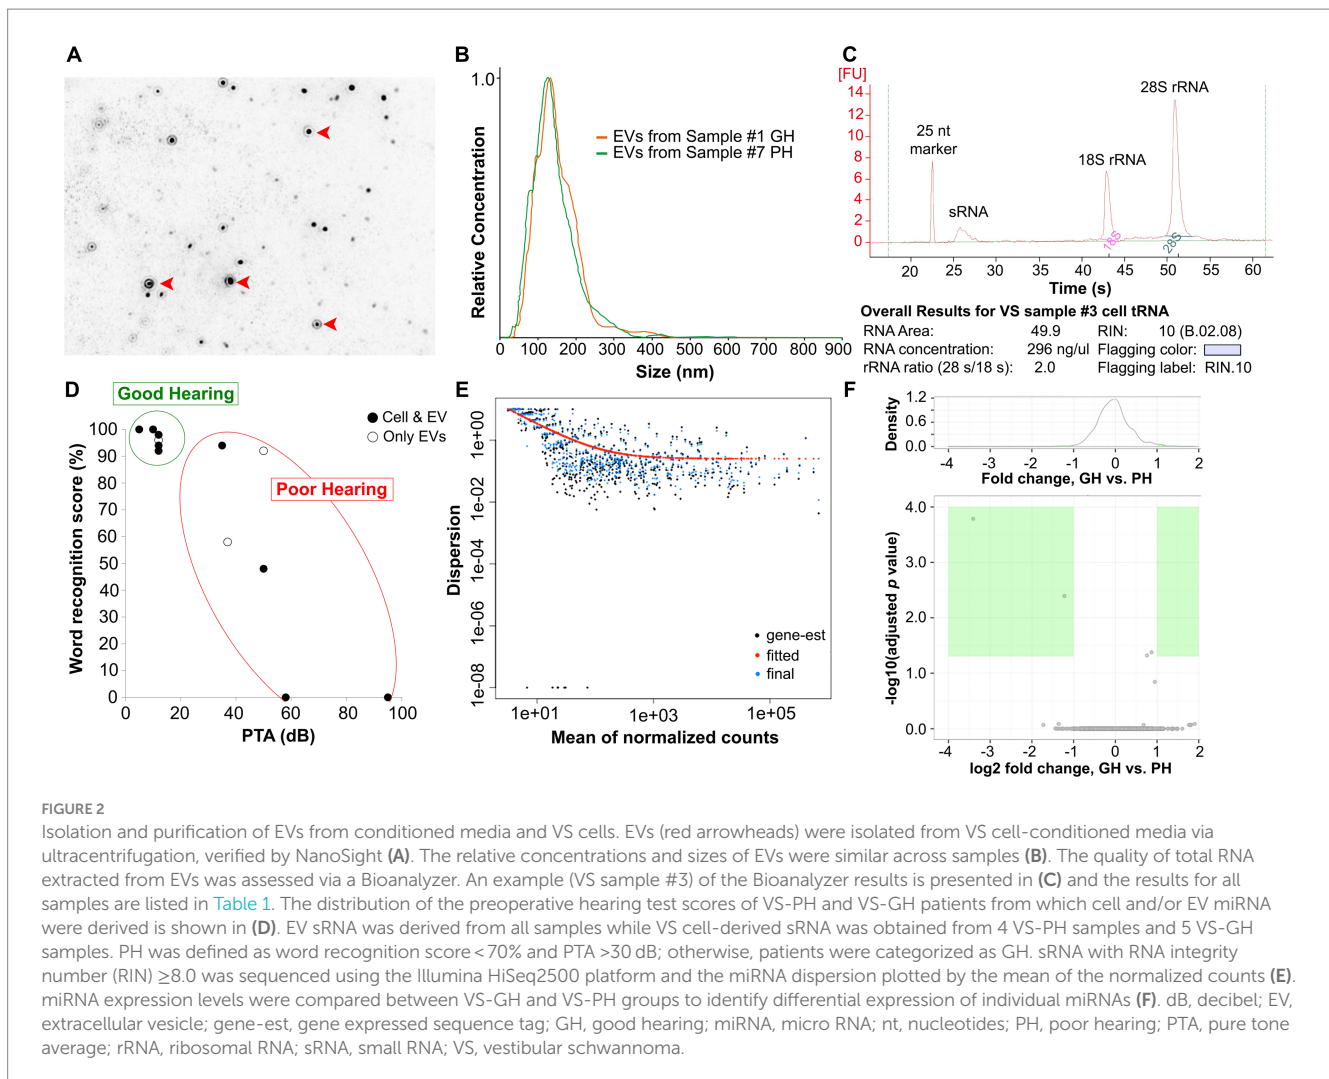 A
B
1.0
Relative Concentration
EVs from Sample #1 GH
EVs from Sample #7 PH
0 100 200 300 400 500 600 700 800 900
Size (nm)
C
[FU]
14
12
10
8
6
4
2
0
25 nt
marker
sRNA
18S rRNA
28S rRNA
18S
28S
20 25 30 35 40 45 50 55 60
Time (s)
Overall Results for VS sample #3 cell tRNA
RNA Area: 49.9 RIN: 10 (B.02.08)
RNA concentration: 296 ng/ul Flagging color:
rRNA ratio (28 s/18 s): 2.0 Flagging label: RIN.10
D
Good Hearing
Cell & EV
Only EVs
Poor Hearing
Word recognition score (%)
100
90
80
70
60
50
40
30
20
10
0
0 20 40 60 80 100
PTA (dB)
E
Dispersion
1e+00
1e-02
1e-04
1e-06
1e-08
gene-est
fitted
final
1e+01 1e+03 1e+05
Mean of normalized counts
F
Density
1.2
0.6
0.0
-4 -3 -2 -1 0 1 2
Fold change, GH vs. PH
-log10(adjusted p value)
4.0
3.0
2.0
1.0
0.0
-4 -3 -2 -1 0 1 2
log2 fold change, GH vs. PH
FIGURE 2
Isolation and purification of EVs from conditioned media and VS cells. EVs (red arrowheads) were isolated from VS cell-conditioned media via
ultracentrifugation, verified by NanoSight (A). The relative concentrations and sizes of EVs were similar across samples (B). The quality of total RNA
extracted from EVs was assessed via a Bioanalyzer. An example (VS sample #3) of the Bioanalyzer results is presented in (C) and the results for all
samples are listed in Table 1. The distribution of the preoperative hearing test scores of VS-PH and VS-GH patients from which cell and/or EV miRNA
were derived is shown in (D). EV sRNA was derived from all samples while VS cell-derived sRNA was obtained from 4 VS-PH samples and 5 VS-GH
samples. PH was defined as word recognition score < 70% and PTA >30 dB; otherwise, patients were categorized as GH. sRNA with RNA integrity
number (RIN) ≥8.0 was sequenced using the Illumina HiSeq2500 platform and the miRNA dispersion plotted by the mean of the normalized counts (E).
miRNA expression levels were compared between VS-GH and VS-PH groups to identify differential expression of individual miRNAs (F). dB, decibel; EV,
extracellular vesicle; gene-est, gene expressed sequence tag; GH, good hearing; miRNA, micro RNA; nt, nucleotides; PH, poor hearing; PTA, pure tone
average; rRNA, ribosomal RNA; sRNA, small RNA; VS, vestibular schwannoma.